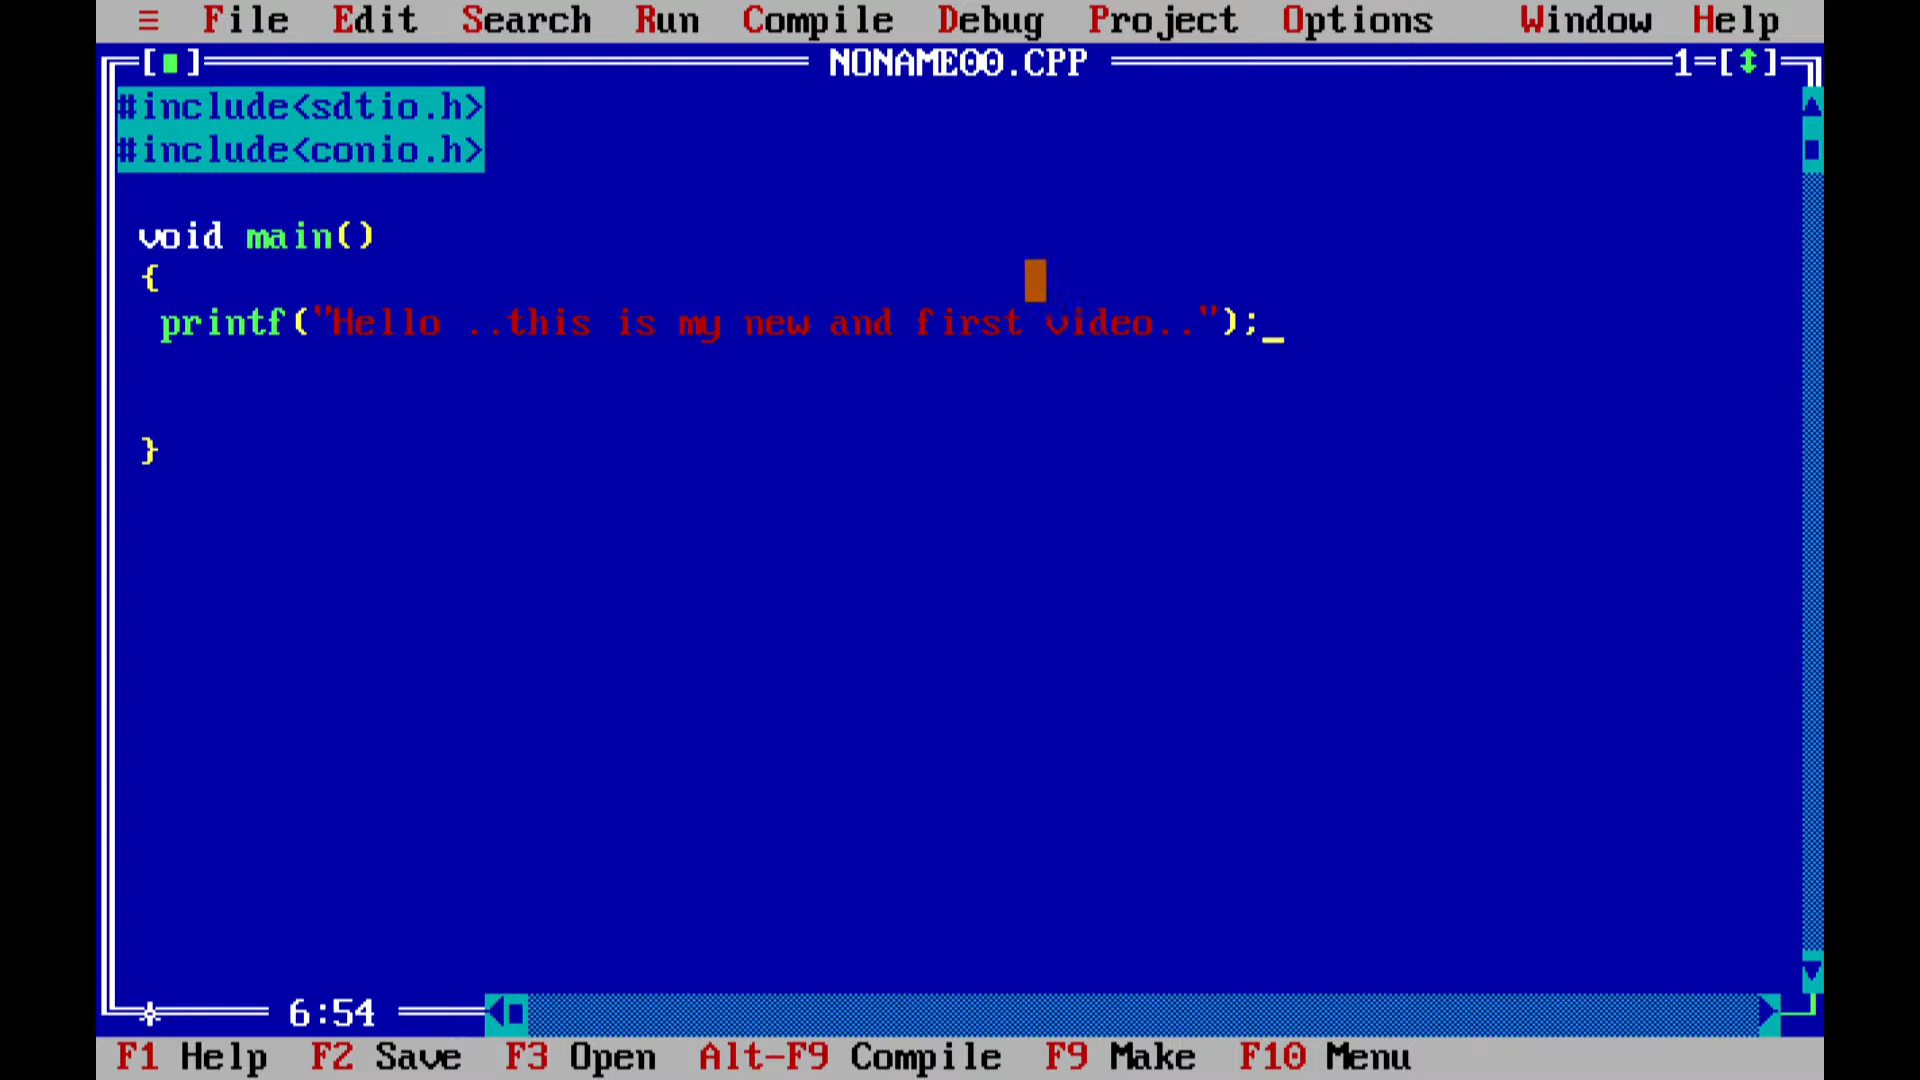 ≡ File Edit Search Run Compile Debug Project Options Window Help
[■] NONAME00.CPP 1=[↕]
#include<sdtio.h>
#include<conio.h>
void main()
{
printf("Hello ..this is my new and first video..");_
}
6:54
F1 Help F2 Save F3 Open Alt-F9 Compile F9 Make F10 Menu